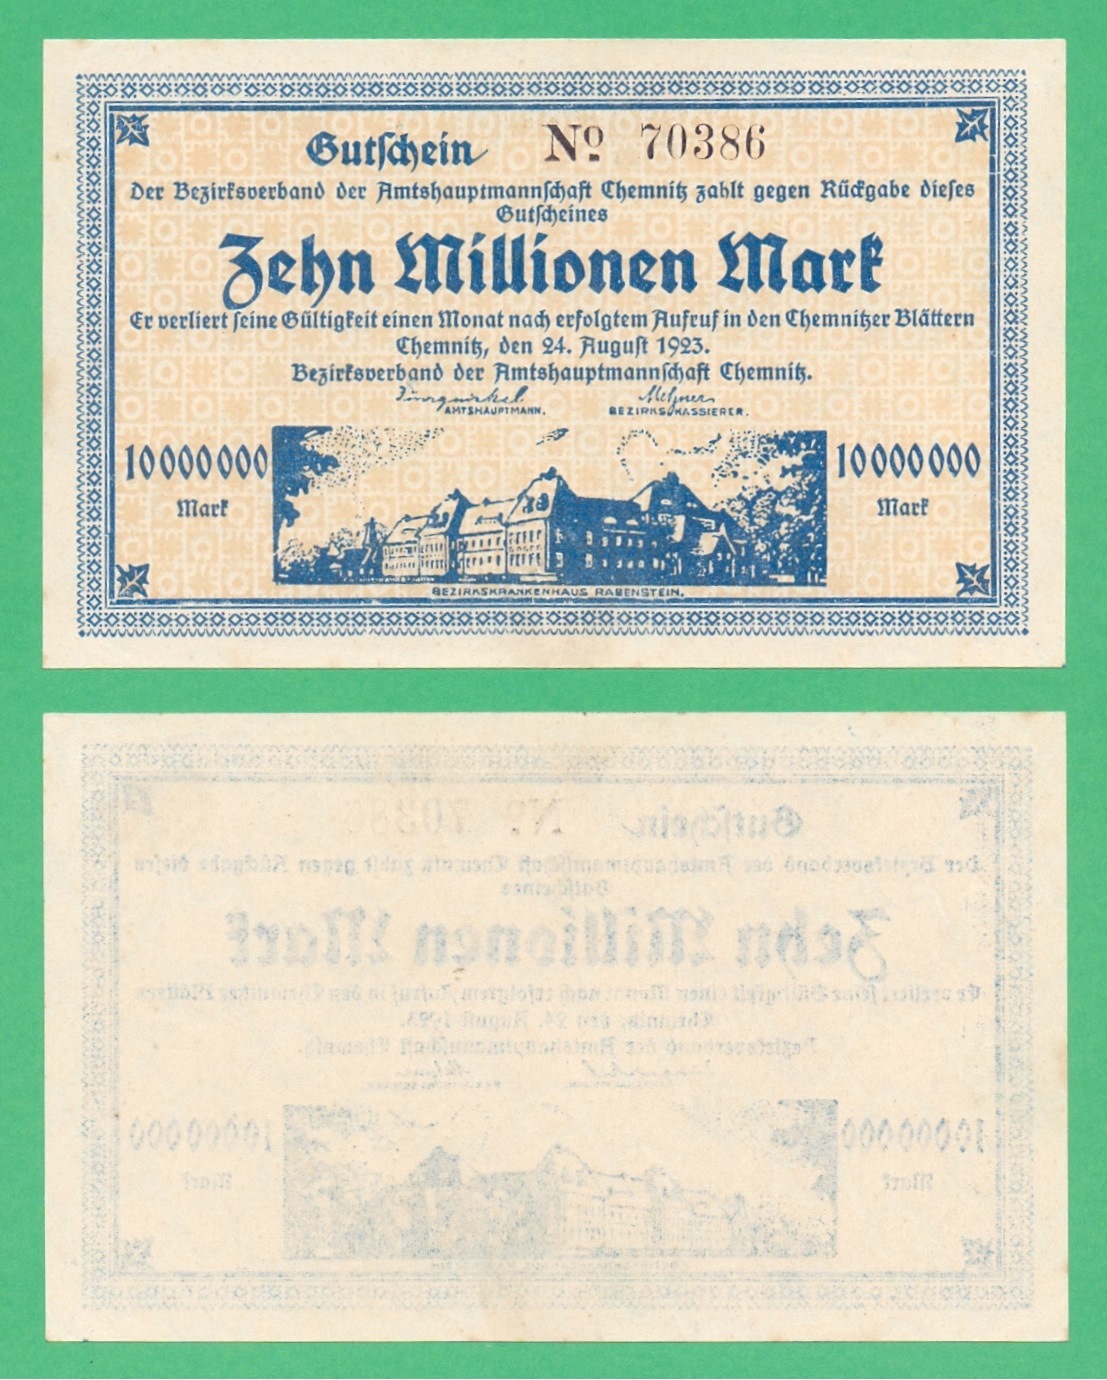 Gutschein № 70386
Der Bezirksverband der Amtshauptmannschaft Chemnitz zahlt gegen Rückgabe dieses
Gutscheines
Zehn Millionen Mark
Er verliert seine Gültigkeit einen Monat nach erfolgtem Aufruf in den Chemnitzer Blättern
Chemnitz, den 24. August 1923.
Bezirksverband der Amtshauptmannschaft Chemnitz.
AMTSHAUPTMANN. BEZIRKSKASSIERER.
10000000 10000000
Mark Mark
BEZIRKSKRANKENHAUS RABENSTEIN.